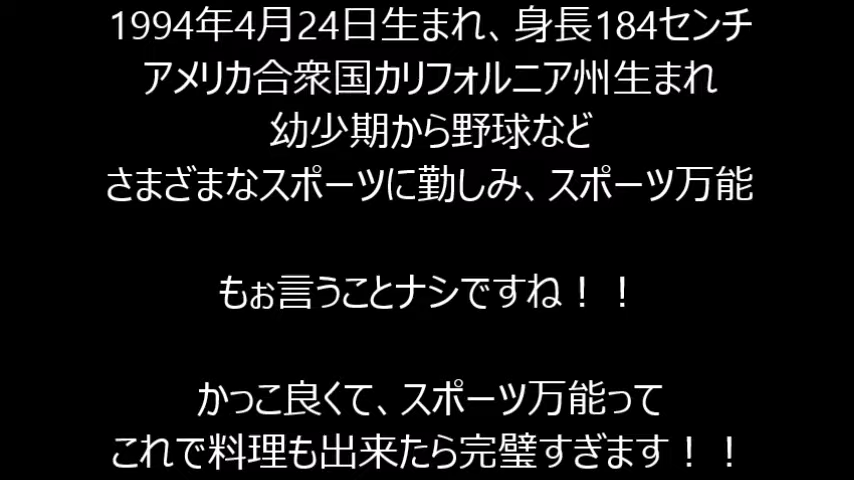 1994年4月24日生まれ、身長184センチ
アメリカ合衆国カリフォルニア州生まれ
幼少期から野球など
さまざまなスポーツに勤しみ、スポーツ万能
もぉ言うことナシですね！！
かっこ良くて、スポーツ万能って
これで料理も出来たら完璧すぎます！！